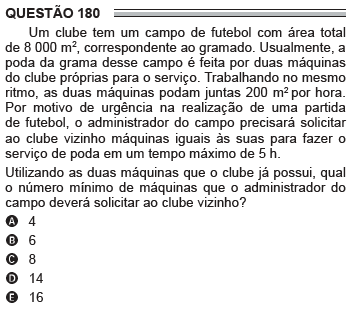 QUESTÃO 180
Um clube tem um campo de futebol com área total
de 8 000 m², correspondente ao gramado. Usualmente, a
poda da grama desse campo é feita por duas máquinas
do clube próprias para o serviço. Trabalhando no mesmo
ritmo, as duas máquinas podam juntas 200 m² por hora.
Por motivo de urgência na realização de uma partida
de futebol, o administrador do campo precisará solicitar
ao clube vizinho máquinas iguais às suas para fazer o
serviço de poda em um tempo máximo de 5 h.
Utilizando as duas máquinas que o clube já possui, qual
o número mínimo de máquinas que o administrador do
campo deverá solicitar ao clube vizinho?
A 4
B 6
C 8
D 14
E 16